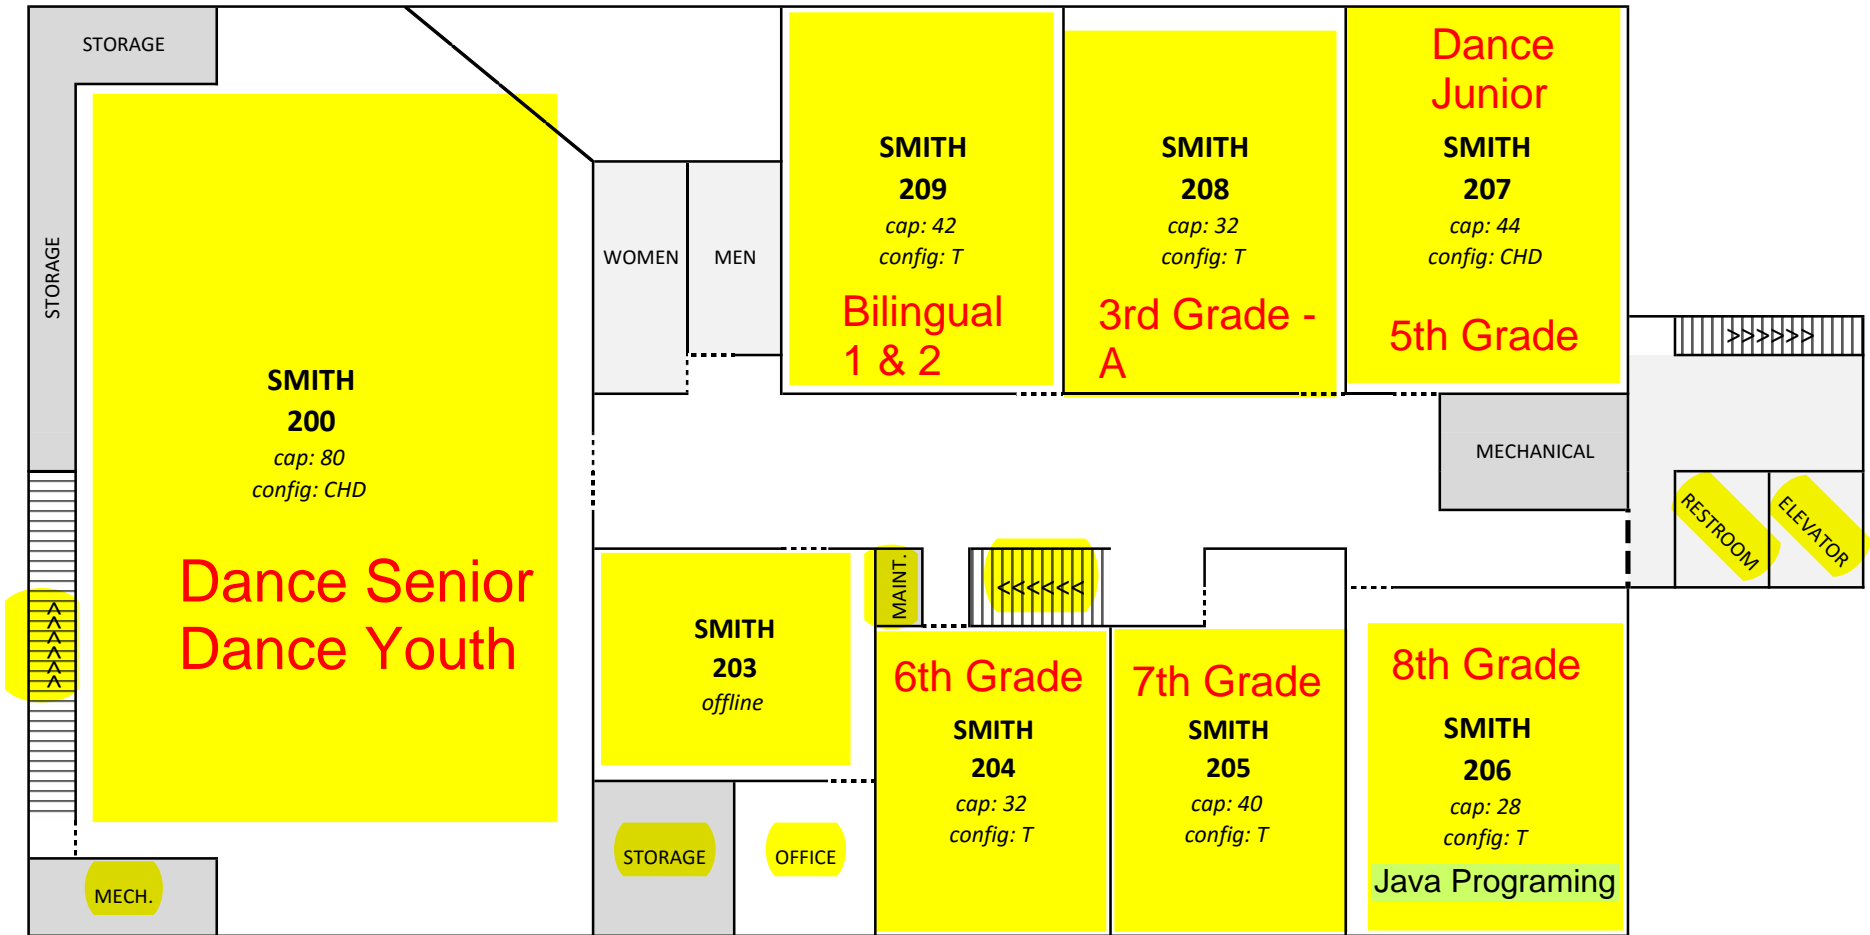 STORAGE
STORAGE
SMITH
200
cap: 80
config: CHD
Dance Senior
Dance Youth
>>>>>>
MECH.
WOMEN
MEN
SMITH
209
cap: 42
config: T
Bilingual
1 & 2
SMITH
208
cap: 32
config: T
3rd Grade -
A
Dance
Junior
SMITH
207
cap: 44
config: CHD
5th Grade
>>>>>>
MECHANICAL
RESTROOM
ELEVATOR
SMITH
203
offline
MAINT.
<<<<<<
STORAGE
OFFICE
6th Grade
SMITH
204
cap: 32
config: T
7th Grade
SMITH
205
cap: 40
config: T
8th Grade
SMITH
206
cap: 28
config: T
Java Programing